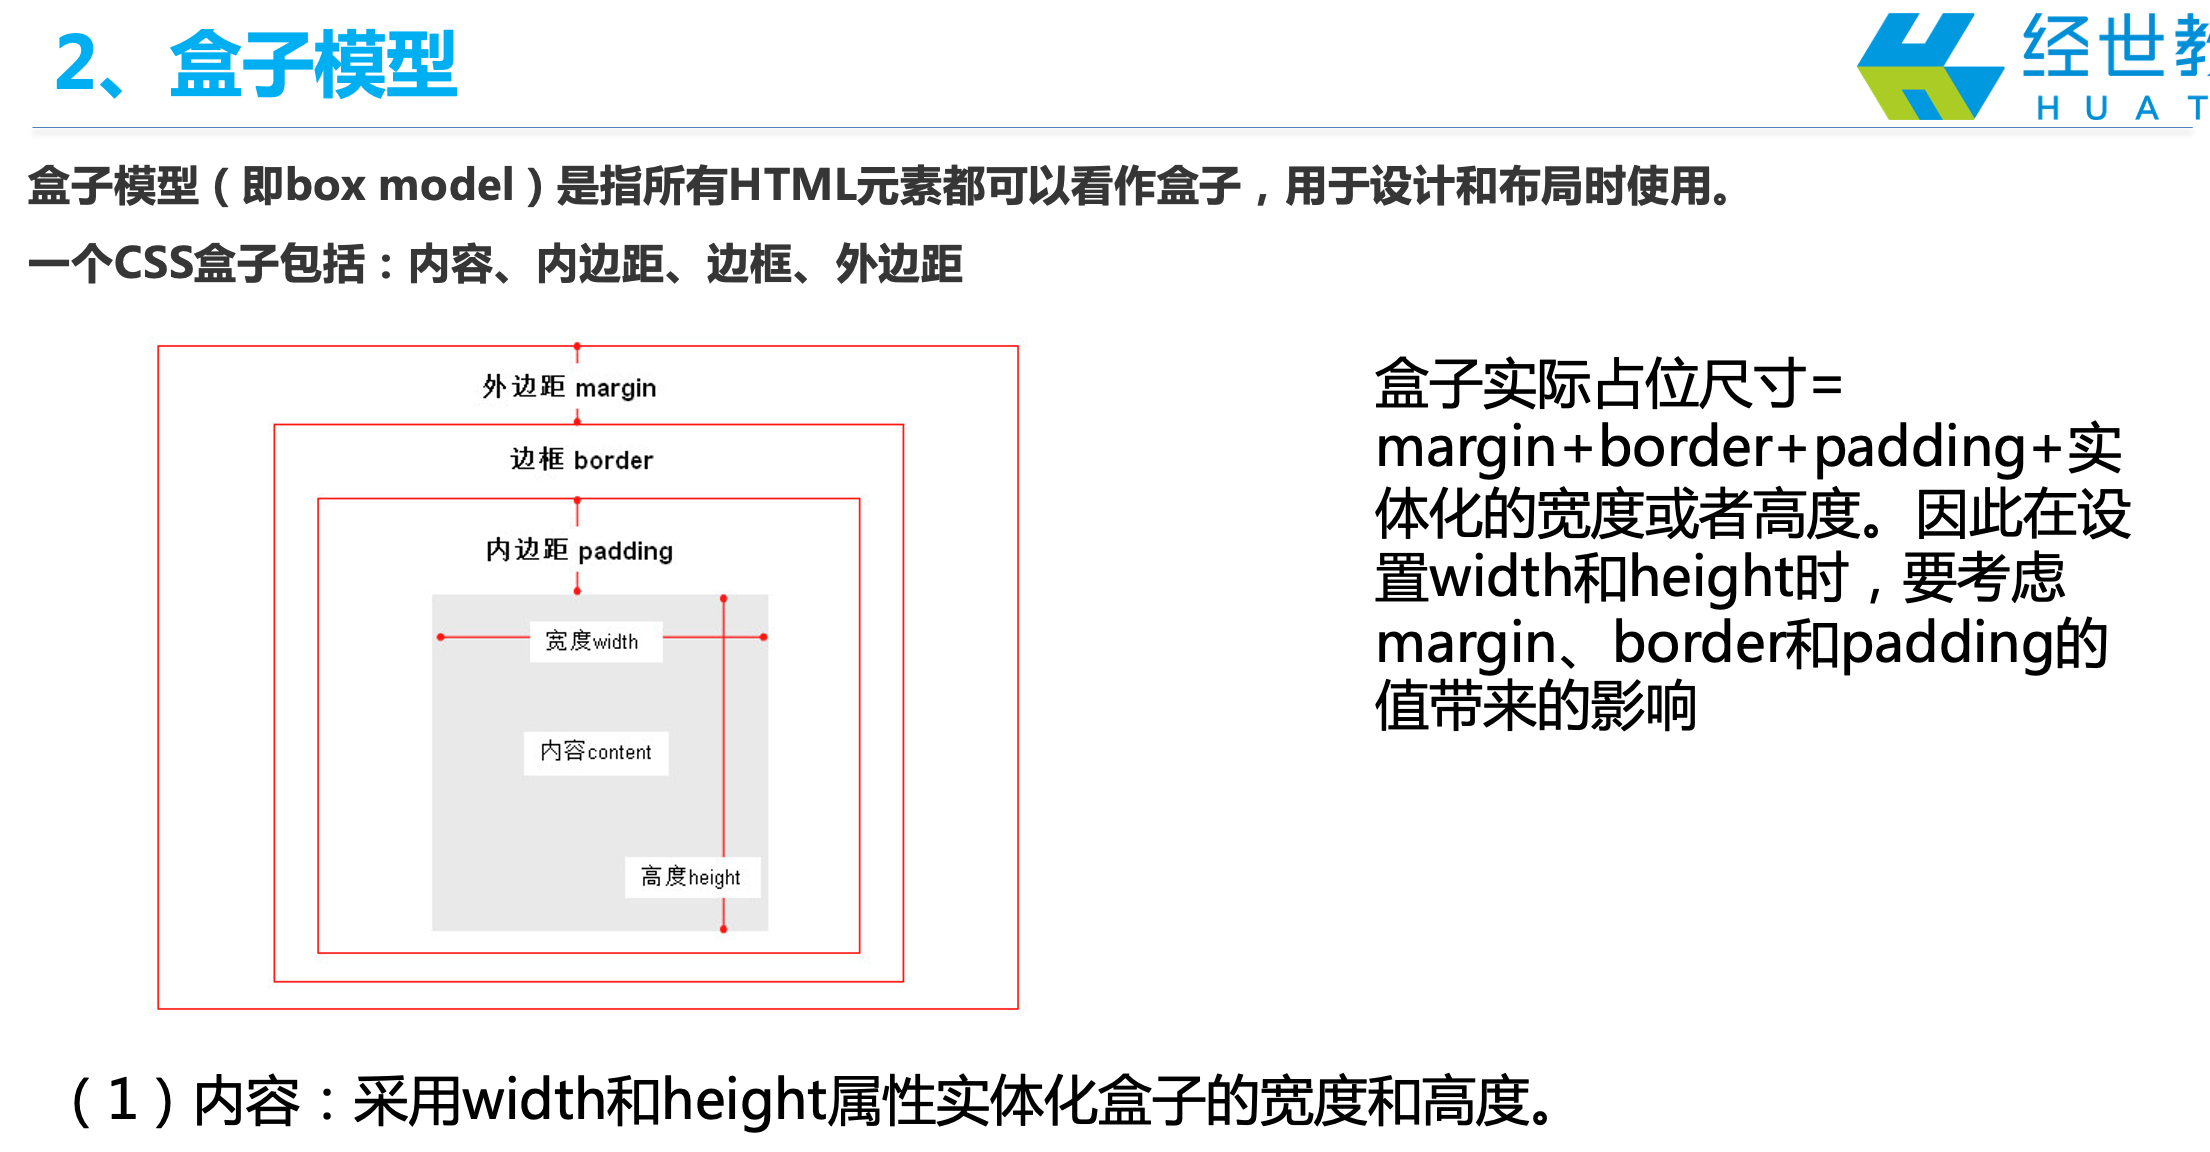 2、盒子模型
经世
HUAT
盒子模型（即box model）是指所有HTML元素都可以看作盒子，用于设计和布局时使用。
一个CSS盒子包括：内容、内边距、边框、外边距
外边距 margin
边框 border
内边距 padding
宽度width
内容content
高度height
盒子实际占位尺寸=
margin+border+padding+实
体化的宽度或者高度。因此在设
置width和height时，要考虑
margin、border和padding的
值带来的影响
（1）内容：采用width和height属性实体化盒子的宽度和高度。